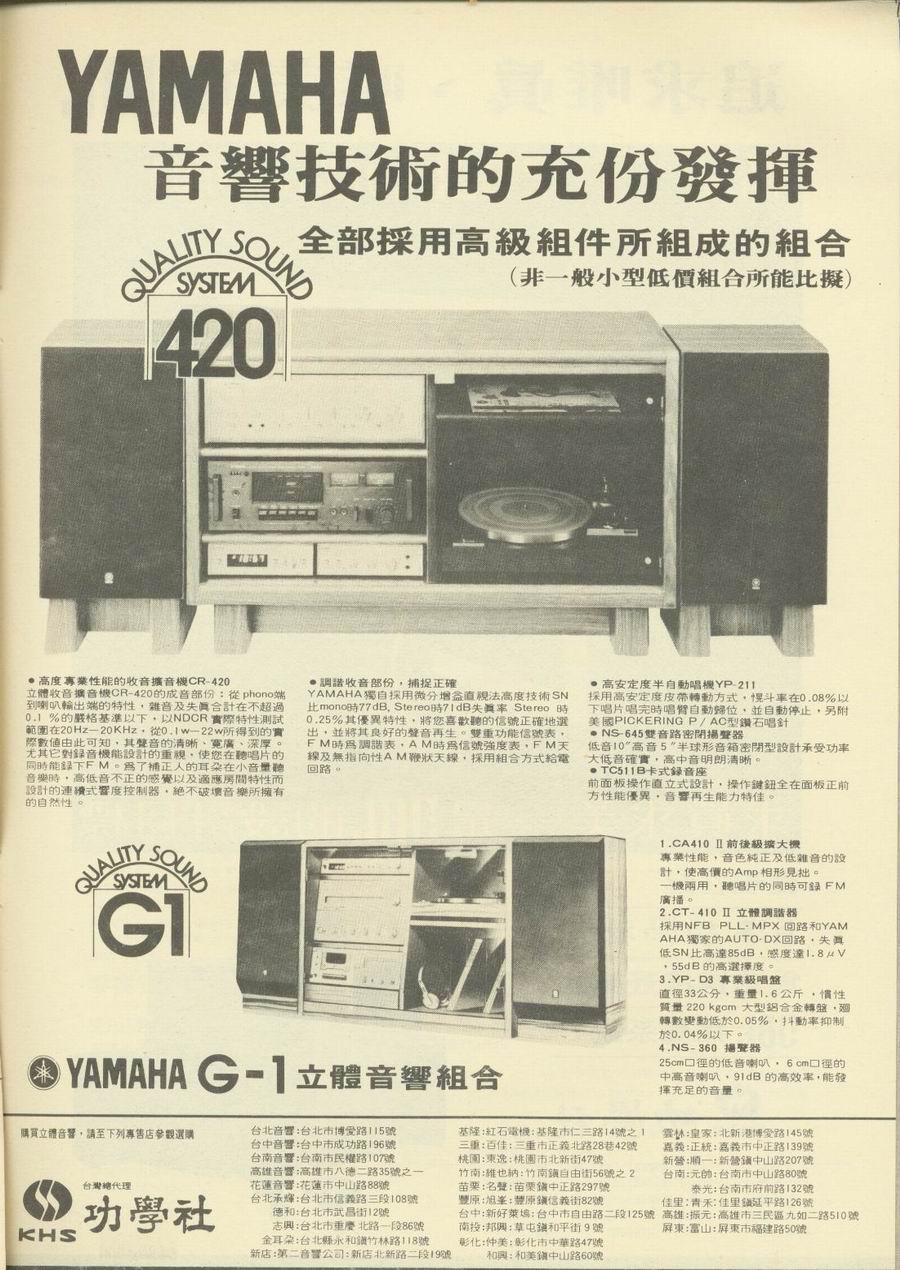 YAMAHA
音響技術的充份發揮
QUALITY SOUND
SYSTEM
420
全部採用高級組件所組成的組合
(非一般小型低價組合所能比擬)
●高度專業性能的收音擴音機CR-420
立體收音擴音機CR-420的成音部份：從phono端
到喇叭輸出端的特性，雜音及失眞合計在不超過
0.1 %的嚴格基準以下，以NDCR實際特性測試
範圍在20Hz－20KHz，從0.1w－22w所得到的實
際數値由此可知，其聲音的清晰、寬廣、深厚。
尤其它對錄音機能設計的重視，使您在聽唱片的
同時能録下F M。爲了補正人的耳朶在小音量聽
音樂時，高低音不正的感覺以及適應房間特性而
設計的連續式響度控制器，絶不破壞音樂所擁有
的自然性。
●調諧收音部份，捕捉正確
YAMAHA獨自採用微分增益直視法高度技術SN
比mono時77dB, Stereo時71dB失眞率 Stereo 時
0.25%其優異特性，將您喜歡聽的信號正確地選
出，並將其良好的聲音再生。雙重功能信號表，
F M時爲調諧表，A M時爲信號強度表，F M天
線及無指向性A M鞭狀天線，採用組合方式給電
回路。
●高安定度半自動唱機YP-211
採用高安定度皮帶轉動方式，慢斗率在0.08%以
下唱片唱完時唱臂自動歸位，並自動停止，另附
美國PICKERING P／AC型鑽石唱針
●NS-645雙音路密閉揚聲器
低音10"高音5"半球形音箱密閉型設計承受功率
大低音確實，高中音明朗清晰。
●TC511B卡式録音座
前面板操作直立式設計，操作鍵鈕全在面板正前
方性能優異，音響再生能力特佳。
QUALITY SOUND
SYSTEM
G1
1.CA410 Ⅱ前後級擴大機
專業性能，音色純正及低雜音的設
計，使高價的Amp相形見拙。
一機兩用，聽唱片的同時可録 FM
廣播。
2.CT-410 Ⅱ 立體調諧器
採用NFB PLL-MPX 回路和YAM
AHA獨家的AUTO-DX回路，失眞
低SN比高達85dB，感度達1.8μV
，55dB的高選擇度。
3.YP-D3 專業級唱盤
直徑33公分，重量1.6公斤，慣性
質量220 kgcm 大型鋁合金轉盤，廻
轉數變動低於0.05%，抖動率抑制
於0.04%以下。
4.NS-360 揚聲器
25cm口徑的低音喇叭，6 cm口徑的
中高音喇叭，91dB的高效率，能發
揮充足的音量。
YAMAHA G-1 立體音響組合
購買立體音響，請至下列專售店參觀選購
台灣總代理
KHS 功學社
台北音響:台北市博愛路115號
台中音響:台中市成功路196號
台南音響:台南市民權路107號
高雄音響:高雄市八德二路35號之一
花蓮音響:花蓮市中山路88號
台北承輝:台北市信義路三段108號
德和:台北市武昌街12號
志興:台北市重慶北路一段86號
金耳朶:台北縣永和鎭竹林路118號
新店:第二音響公司:新店北新路二段19號
基隆:紅石電機:基隆市仁三路14號之1
三重:百佳:三重市正義北路28巷42號
桃園:東逸:桃園市北新街47號
竹南:維也納:竹南鎭自由街56號之2
苗栗:名聲:苗栗鎭中正路297號
豐原:旭峯:豐原鎭信義街82號
台中:新好萊塢:台中市自由路二段125號
南投:邦興:草屯鎭和平街9號
彰化:仲美:彰化市中華路47號
和興:和美鎭中山路60號
雲林:皇家:北新港博愛路145號
嘉義:正統:嘉義市中正路139號
新營:順一:新營鎭中山路207號
台南:元帥:台南市中山路80號
泰光:台南市府前路132號
佳里:青禾:佳里鎭延平路126號
高雄:振元:高雄市三民區九如二路510號
屏東:富山:屏東市福建路50號